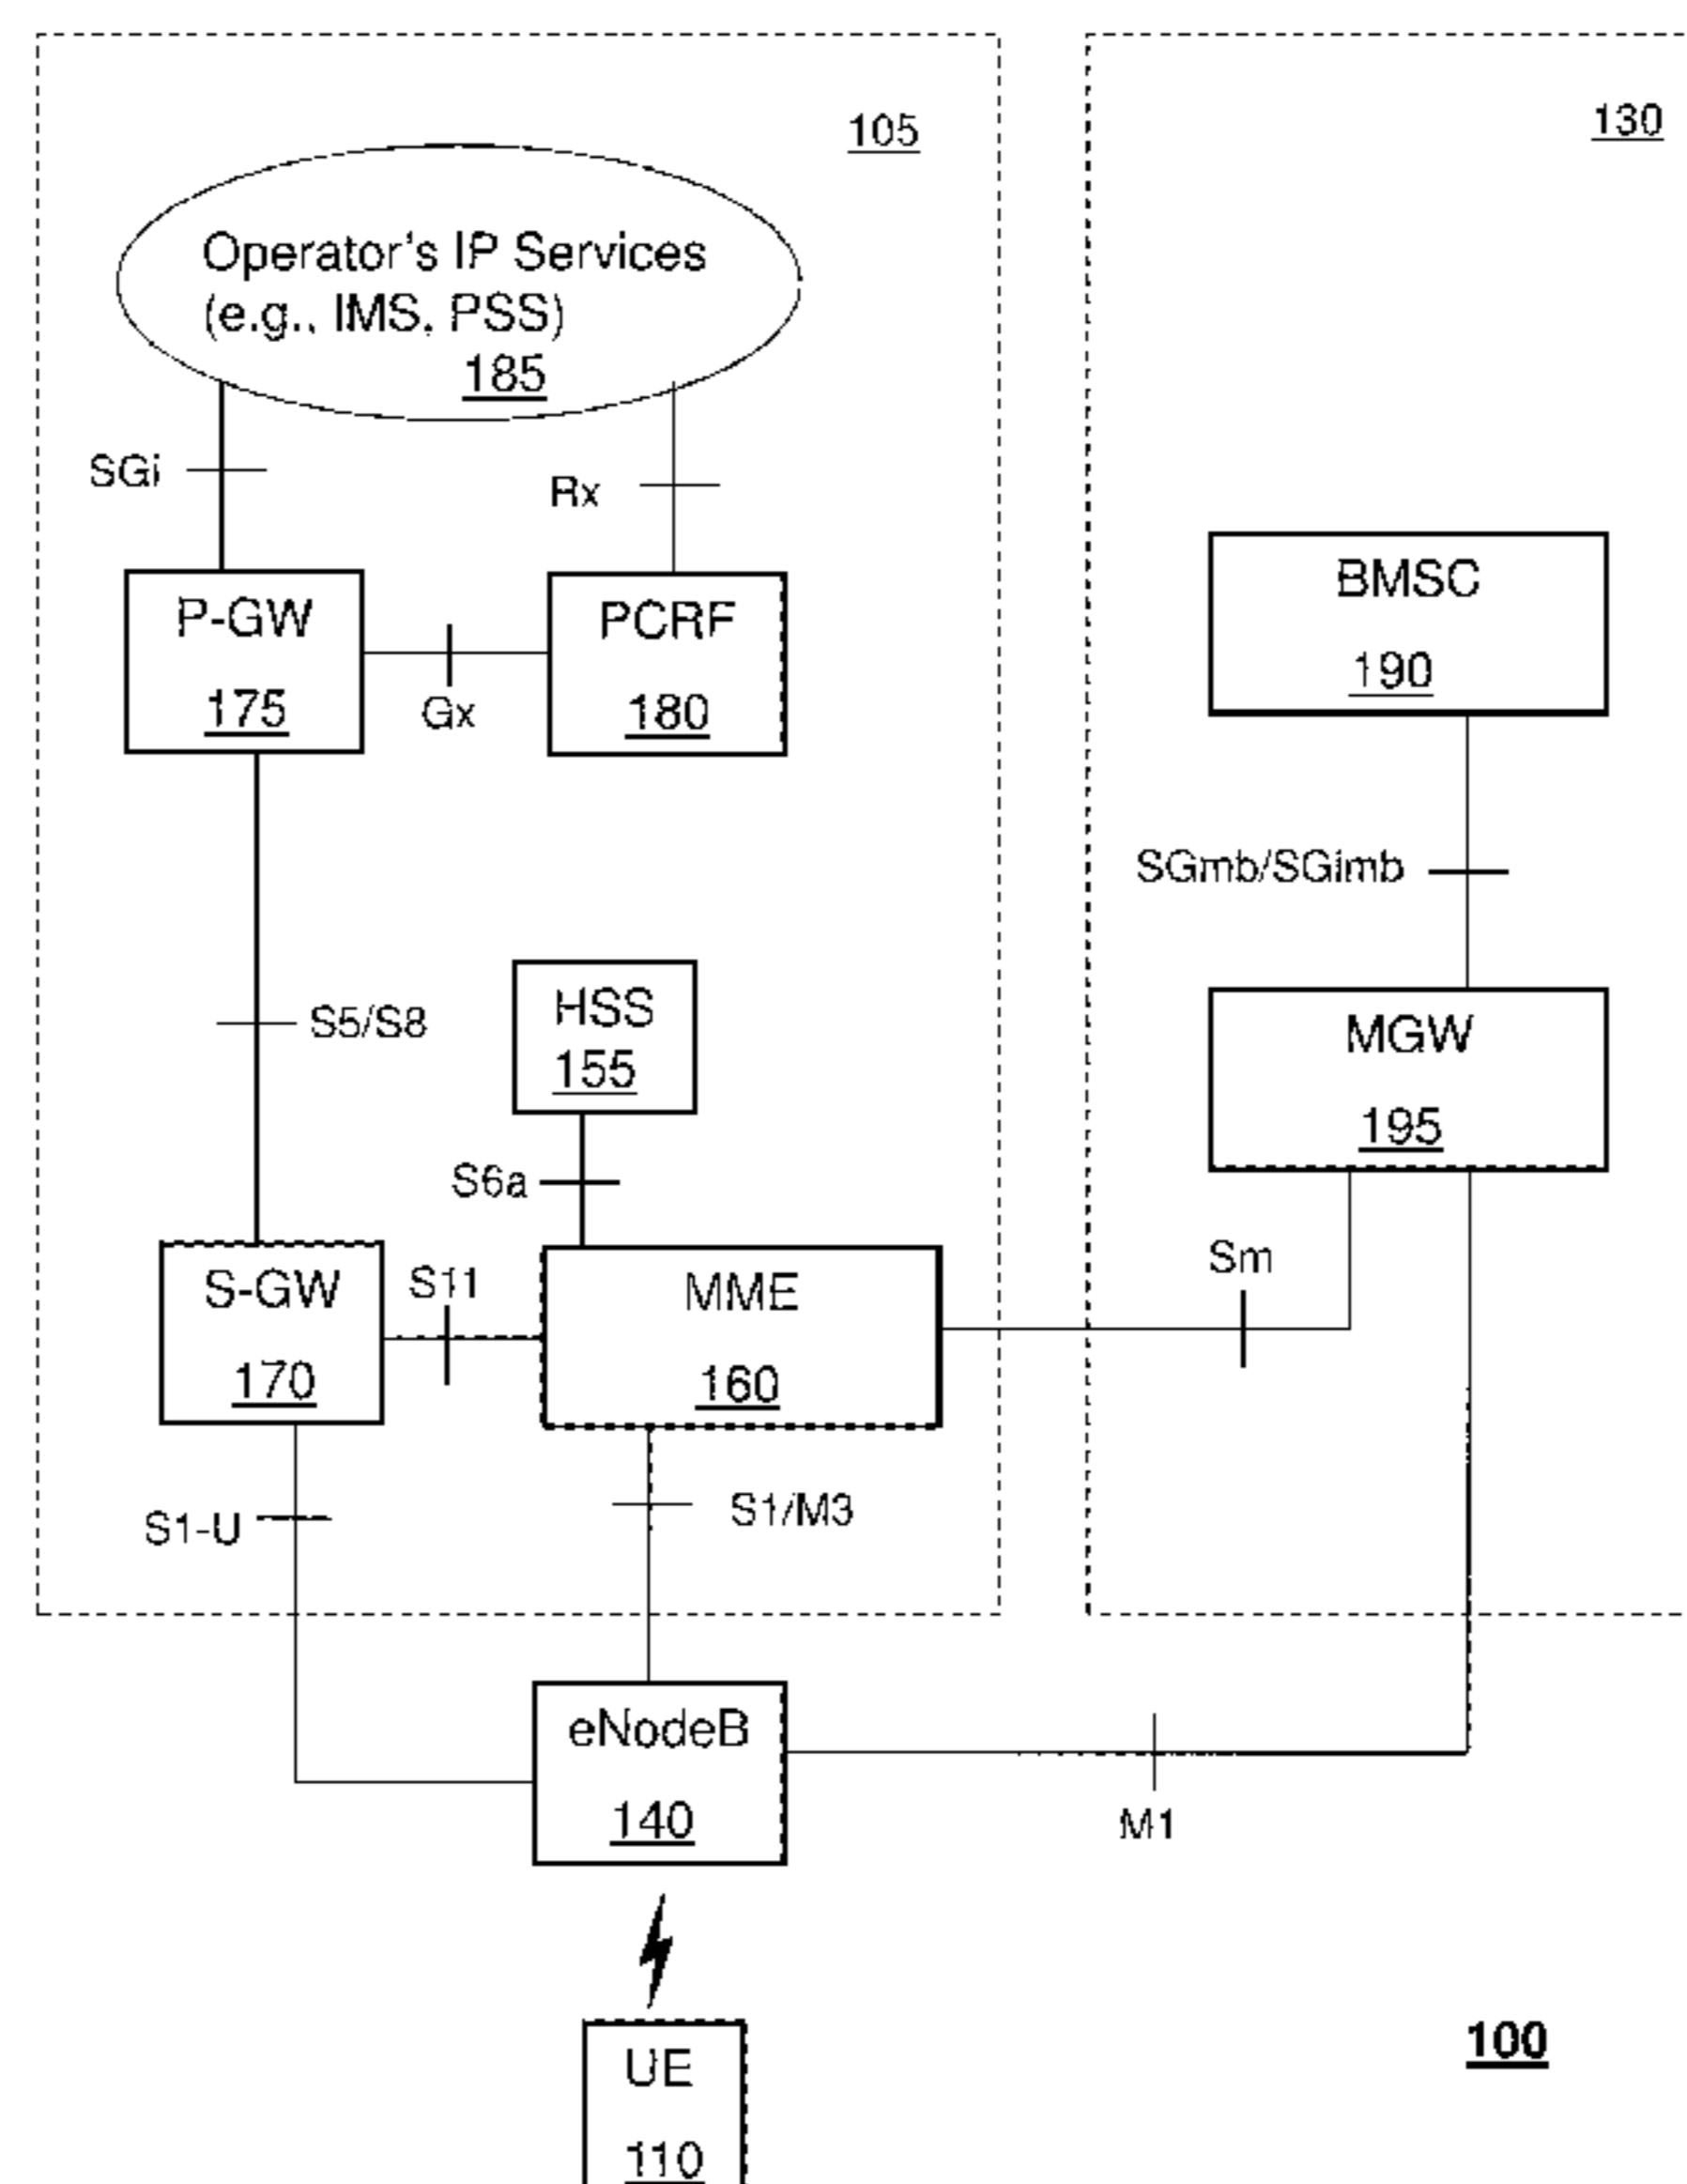 105
130
Operator's IP Services
(e.g., IMS, PSS)
185
SGi
Rx
P-GW
175
Gx
PCRF
180
BMSC
190
SGmb/SGimb
S5/S8
HSS
155
MGW
195
S6a
Sm
S-GW
170
S11
MME
160
S1-U
S1/M3
eNodeB
140
M1
UE
110
100